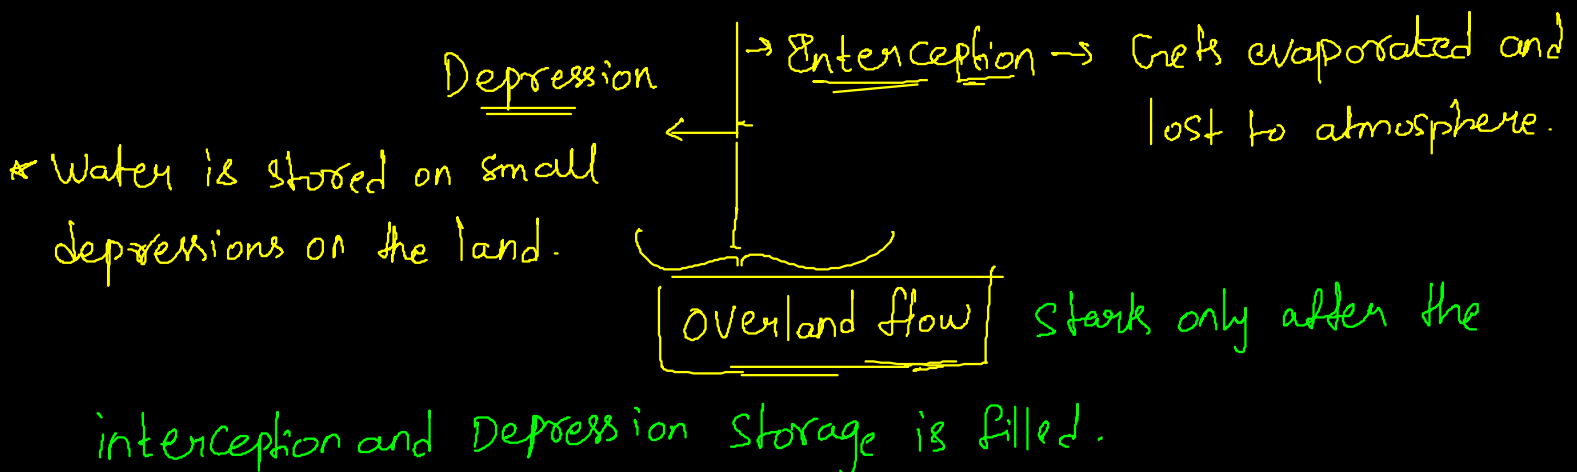 Depression
→ Interception → Gets evaporated and
lost to atmosphere.
* Water is stored on small
depressions on the land.
Overland flow starts only after the
interception and Depression storage is filled.